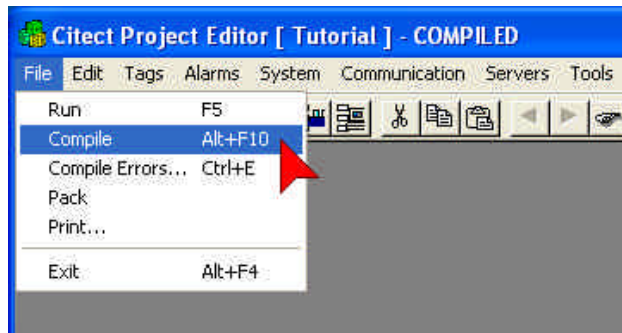 Citect Project Editor [ Tutorial ] - COMPILED
File Edit Tags Alarms System Communication Servers Tools
Run F5
Compile Alt+F10
Compile Errors... Ctrl+E
Pack
Print...
Exit Alt+F4